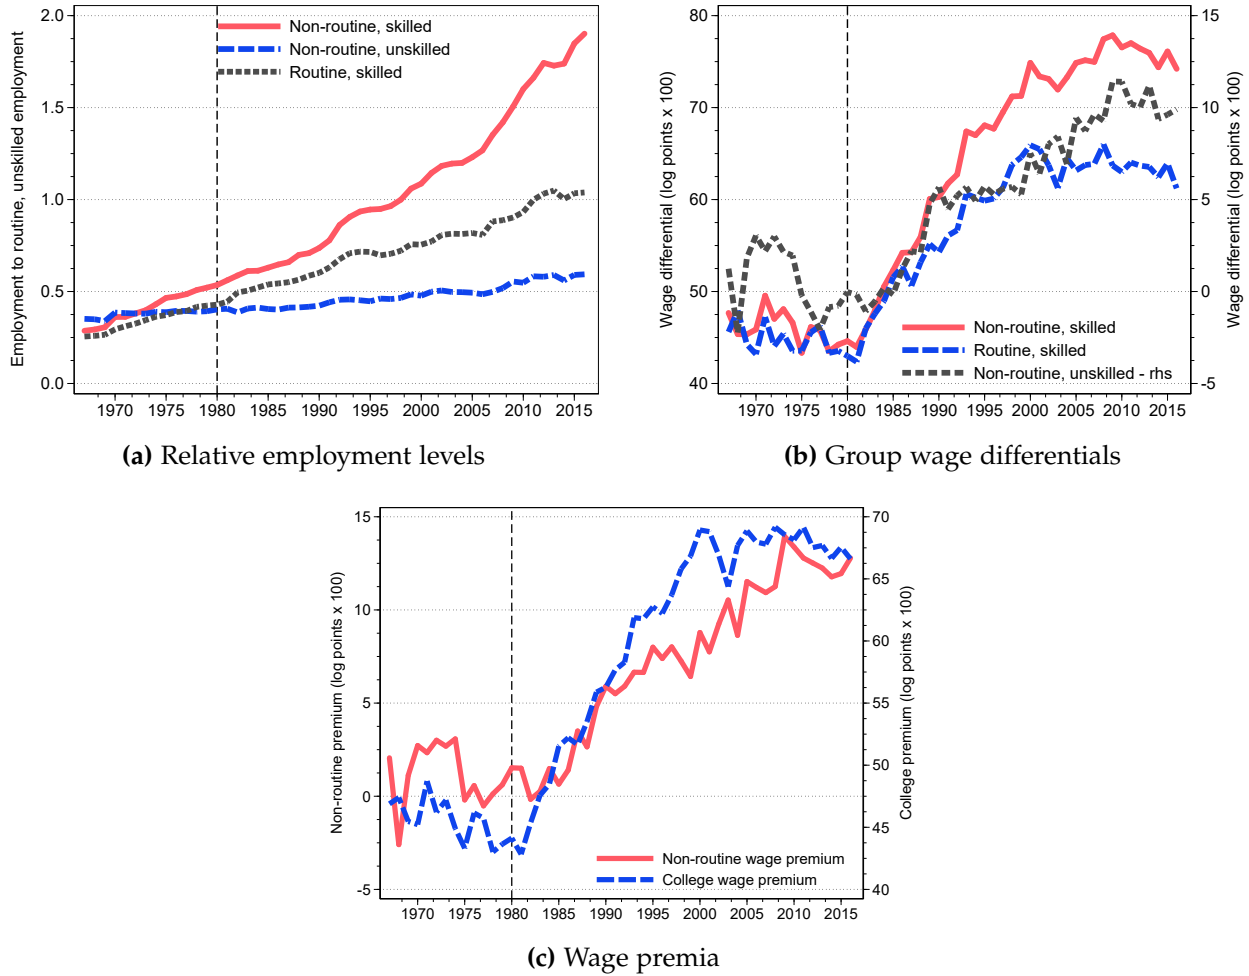 Employment to routine, unskilled employment
2.0
1.5
1.0
0.5
0.0
Non-routine, skilled
Non-routine, unskilled
Routine, skilled
1970 1975 1980 1985 1990 1995 2000 2005 2010 2015
(a) Relative employment levels
Wage differential (log points x 100)
80
70
60
50
40
Non-routine, skilled
Routine, skilled
Non-routine, unskilled - rhs
15
10
5
0
-5
Wage differential (log points x 100)
1970 1975 1980 1985 1990 1995 2000 2005 2010 2015
(b) Group wage differentials
Non-routine premium (log points x 100)
15
10
5
0
-5
Non-routine wage premium
College wage premium
70
65
60
55
50
45
40
College premium (log points x 100)
1970 1975 1980 1985 1990 1995 2000 2005 2010 2015
(c) Wage premia